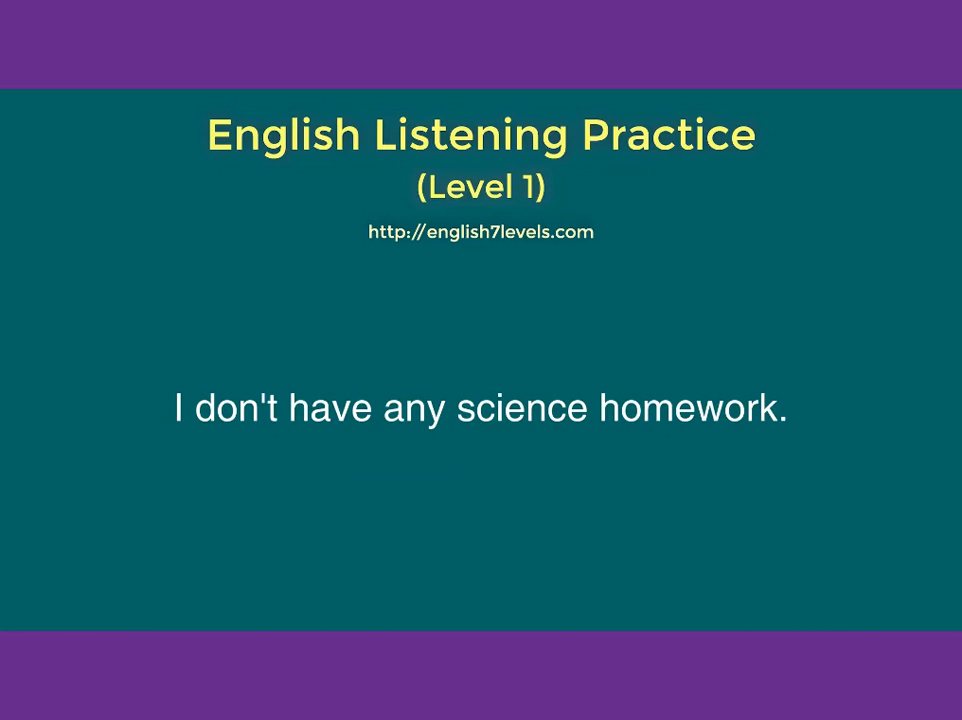 English Listening Practice
(Level 1)
http://english7levels.com
I don't have any science homework.